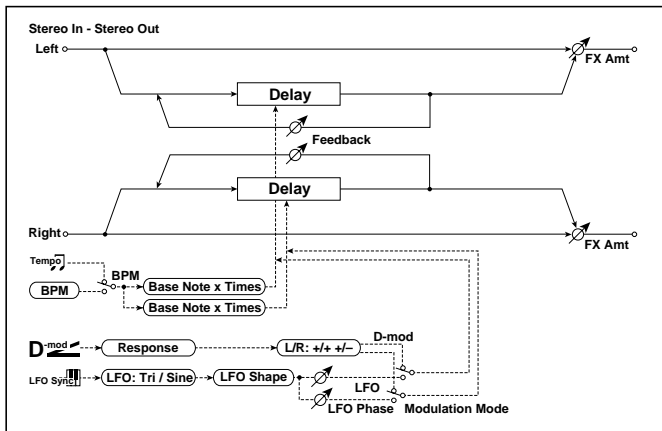 Stereo In - Stereo Out
Left
FX Amt
Delay
Feedback
Delay
Right
FX Amt
Tempo
BPM
BPM
Base Note x Times
Base Note x Times
D-mod
D-mod
Response
L/R: +/+ +/–
LFO Sync
LFO: Tri / Sine
LFO Shape
LFO
LFO Phase
Modulation Mode